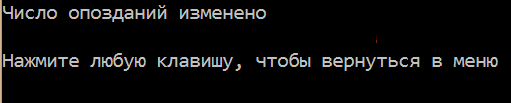 Число опозданий изменено
Нажмите любую клавишу, чтобы вернуться в меню